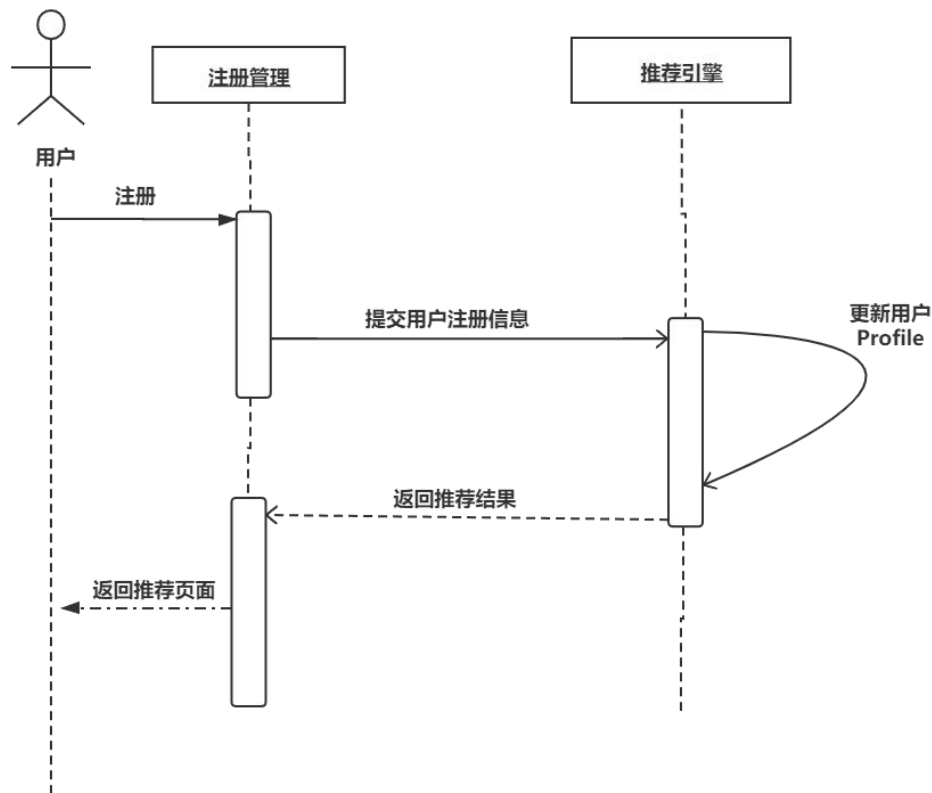 注册管理
推荐引擎
用户
注册
提交用户注册信息
更新用户
Profile
返回推荐结果
返回推荐页面